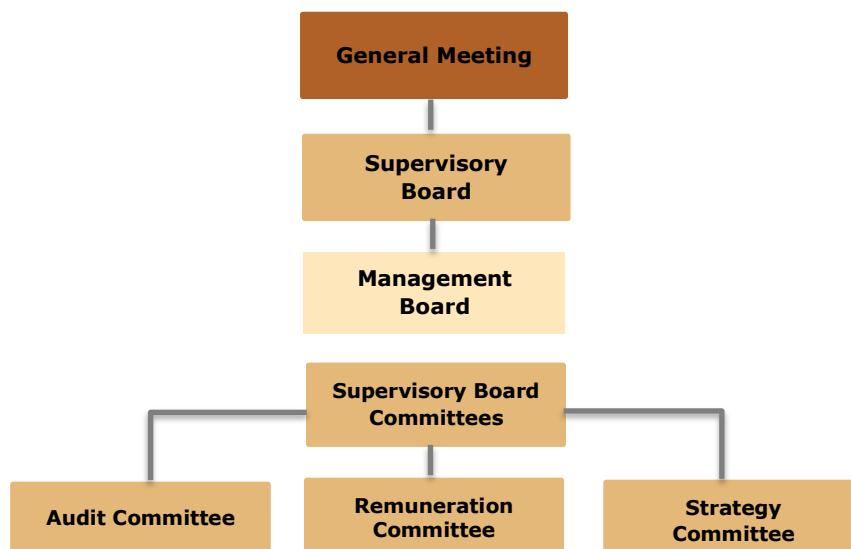 General Meeting
Supervisory
Board
Management
Board
Supervisory Board
Committees
Audit Committee
Remuneration
Committee
Strategy
Committee